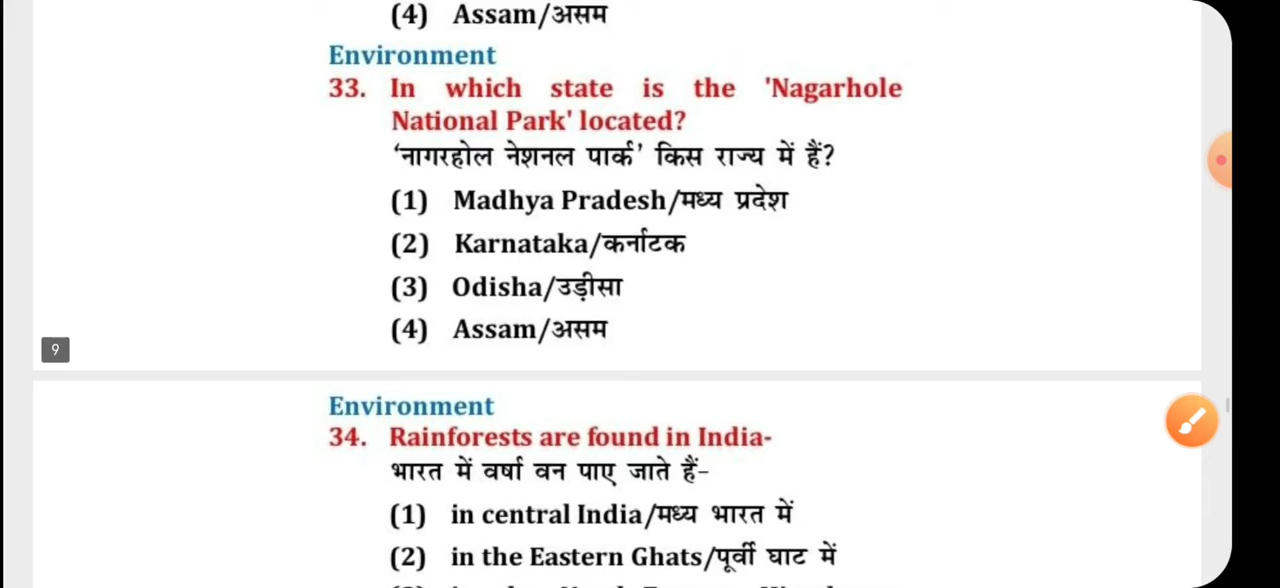 (4) Assam/असम
Environment
33. In which state is the 'Nagarhole
National Park' located?
‘नागरहोल नेशनल पार्क’ किस राज्य में हैं?
(1) Madhya Pradesh/मध्य प्रदेश
(2) Karnataka/कर्नाटक
(3) Odisha/उड़ीसा
(4) Assam/असम
9
Environment
34. Rainforests are found in India-
भारत में वर्षा वन पाए जाते हैं-
(1) in central India/मध्य भारत में
(2) in the Eastern Ghats/पूर्वी घाट में